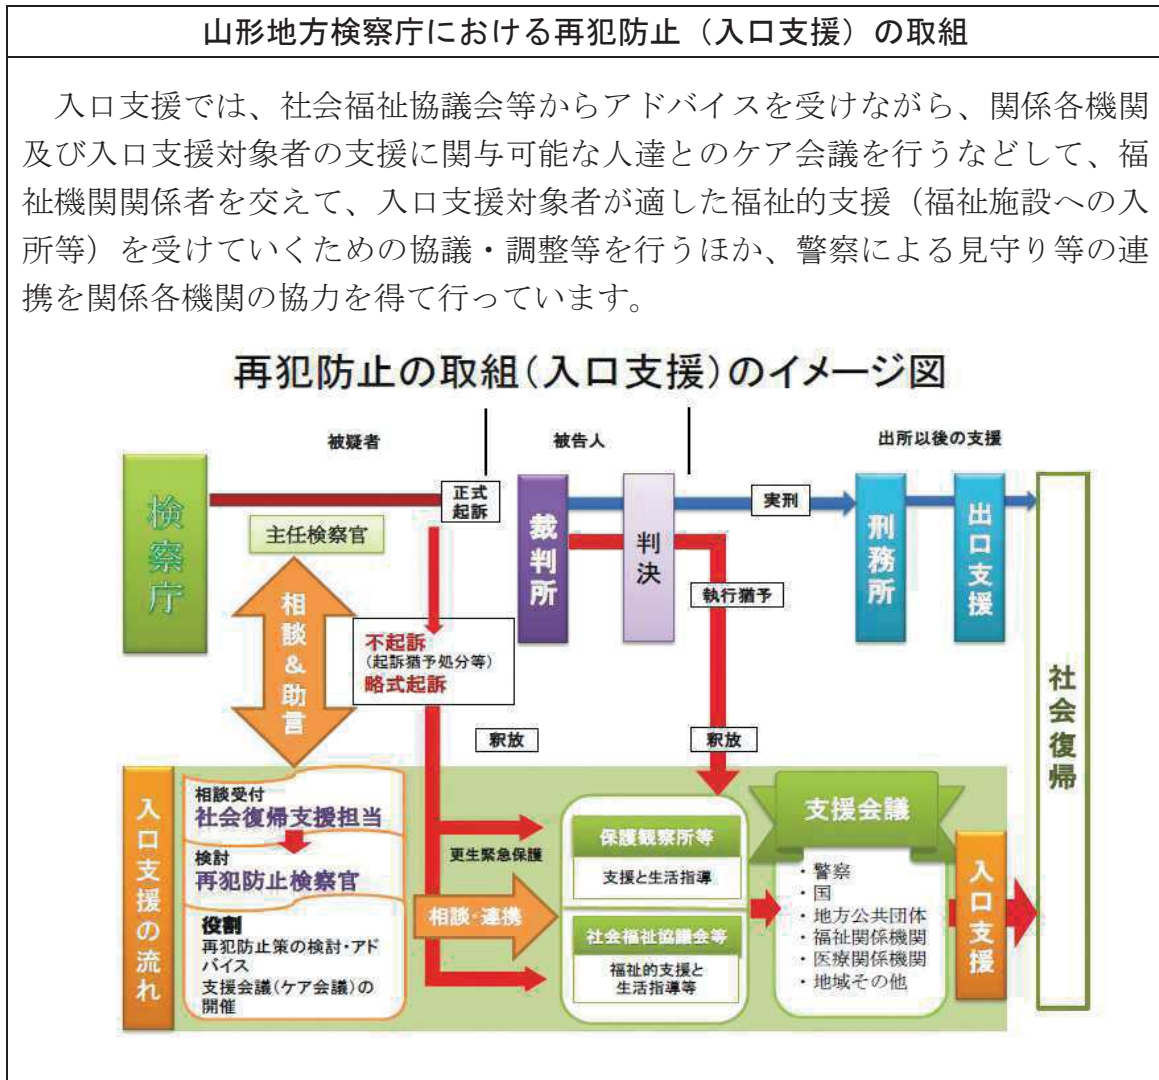 山形地方検察庁における再犯防止（入口支援）の取組
入口支援では、社会福祉協議会等からアドバイスを受けながら、関係各機関
及び入口支援対象者の支援に関与可能な人達とのケア会議を行うなどして、福
祉機関関係者を交えて、入口支援対象者が適した福祉的支援（福祉施設への入
所等）を受けていくための協議・調整等を行うほか、警察による見守り等の連
携を関係各機関の協力を得て行っています。
再犯防止の取組(入口支援)のイメージ図
被疑者
被告人
出所以後の支援
検察庁
主任検察官
正式
起訴
裁判所
判決
実刑
刑務所
出口支援
社会復帰
相談&助言
不起訴
(起訴猶予処分等)
略式起訴
執行猶予
釈放
釈放
入口支援の流れ
相談受付
社会復帰支援担当
検討
再犯防止検察官
役割
再犯防止策の検討・アド
バイス
支援会議(ケア会議)の
開催
更生緊急保護
相談・連携
保護観察所等
支援と生活指導
社会福祉協議会等
福祉的支援と
生活指導等
支援会議
・警察
・国
・地方公共団体
・福祉関係機関
・医療関係機関
・地域その他
入口支援